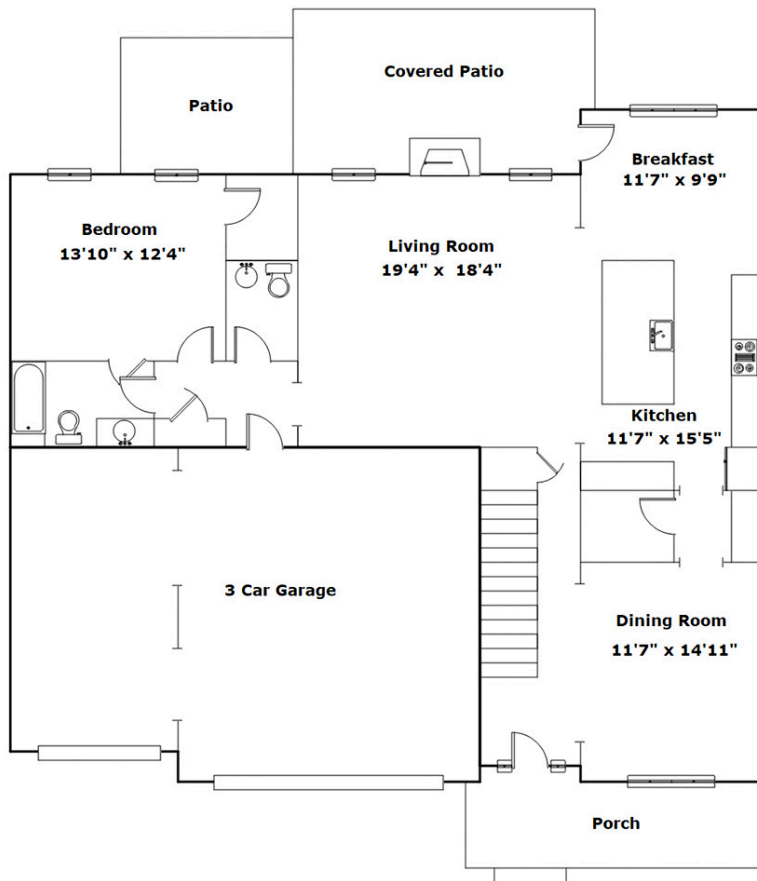 Covered Patio
Patio
Breakfast
11'7" x 9'9"
Bedroom
13'10" x 12'4"
Living Room
19'4" x 18'4"
Kitchen
11'7" x 15'5"
3 Car Garage
Dining Room
11'7" x 14'11"
Porch